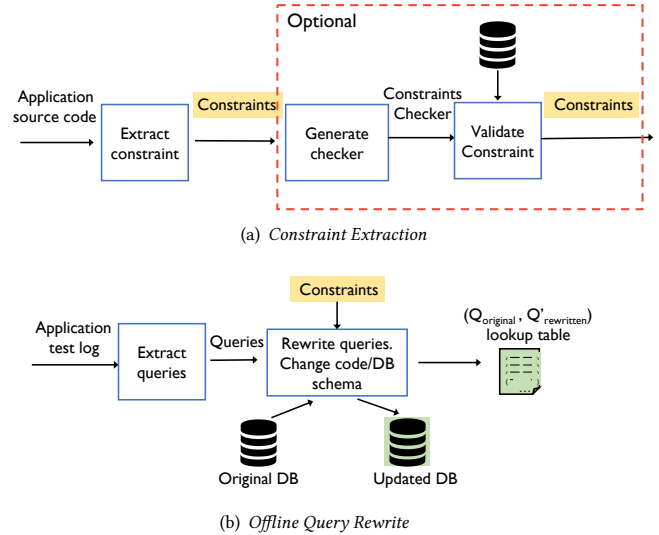 Optional
Application
source code
Extract
constraint
Constraints
Generate
checker
Constraints
Checker
Validate
Constraint
Constraints
(a) Constraint Extraction
Constraints
Application
test log
Extract
queries
Queries
Rewrite queries.
Change code/DB
schema
(Q_original , Q'_rewritten)
lookup table
Original DB
Updated DB
(b) Offline Query Rewrite